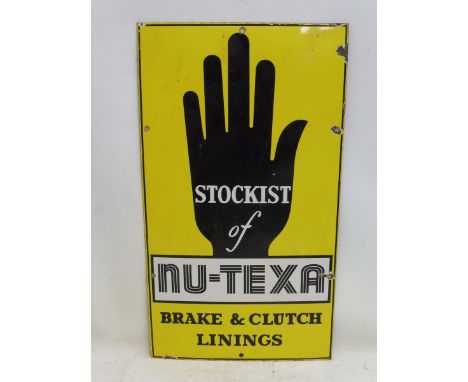 STOCKIST
of
NU-TEXA
BRAKE & CLUTCH
LININGS